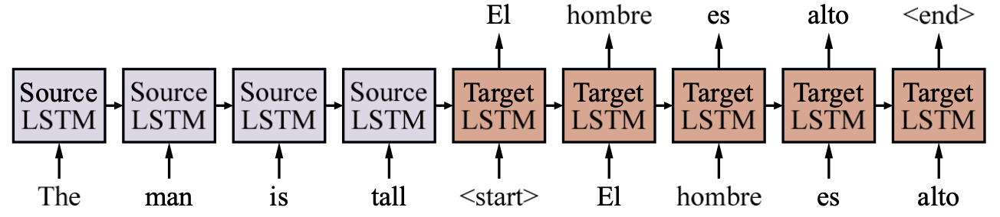 El hombre es alto <end>
Source Source Source Source Target Target Target Target Target
LSTM LSTM LSTM LSTM LSTM LSTM LSTM LSTM LSTM
The man is tall <start> El hombre es alto